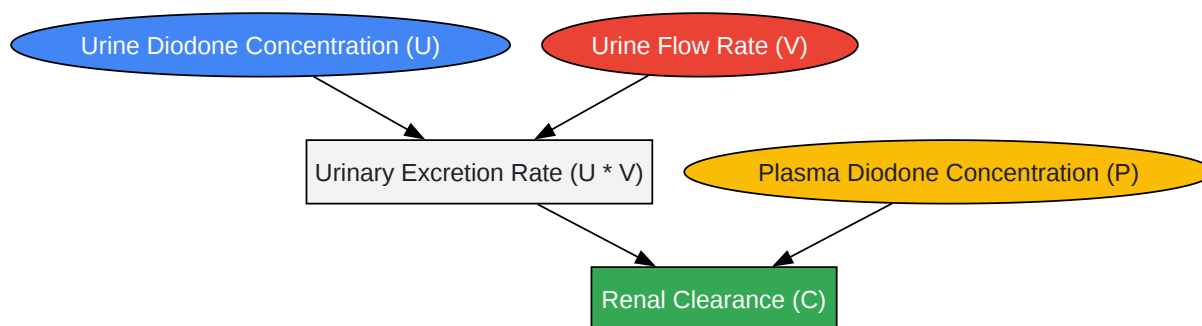 Urine Diodone Concentration (U)
Urine Flow Rate (V)
Urinary Excretion Rate (U * V)
Plasma Diodone Concentration (P)
Renal Clearance (C)